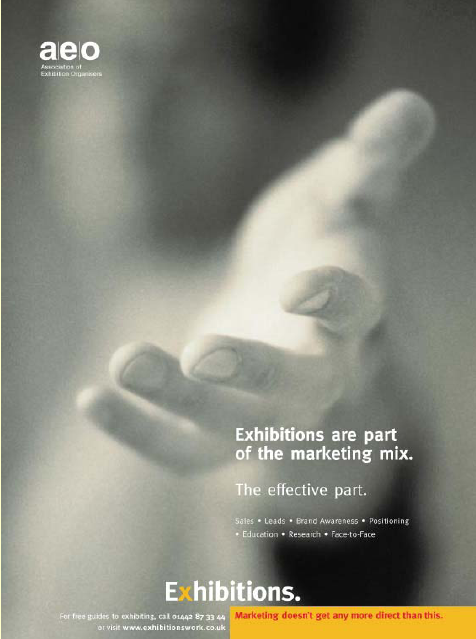 aeo
Association of
Exhibition Organisers
Exhibitions are part
of the marketing mix.
The effective part.
Sales • Leads • Brand Awareness • Positioning
• Education • Research • Face-to-Face
Exhibitions.
For free guides to exhibiting, call 01442 87 33 44
or visit www.exhibitionswork.co.uk
Marketing doesn't get any more direct than this.